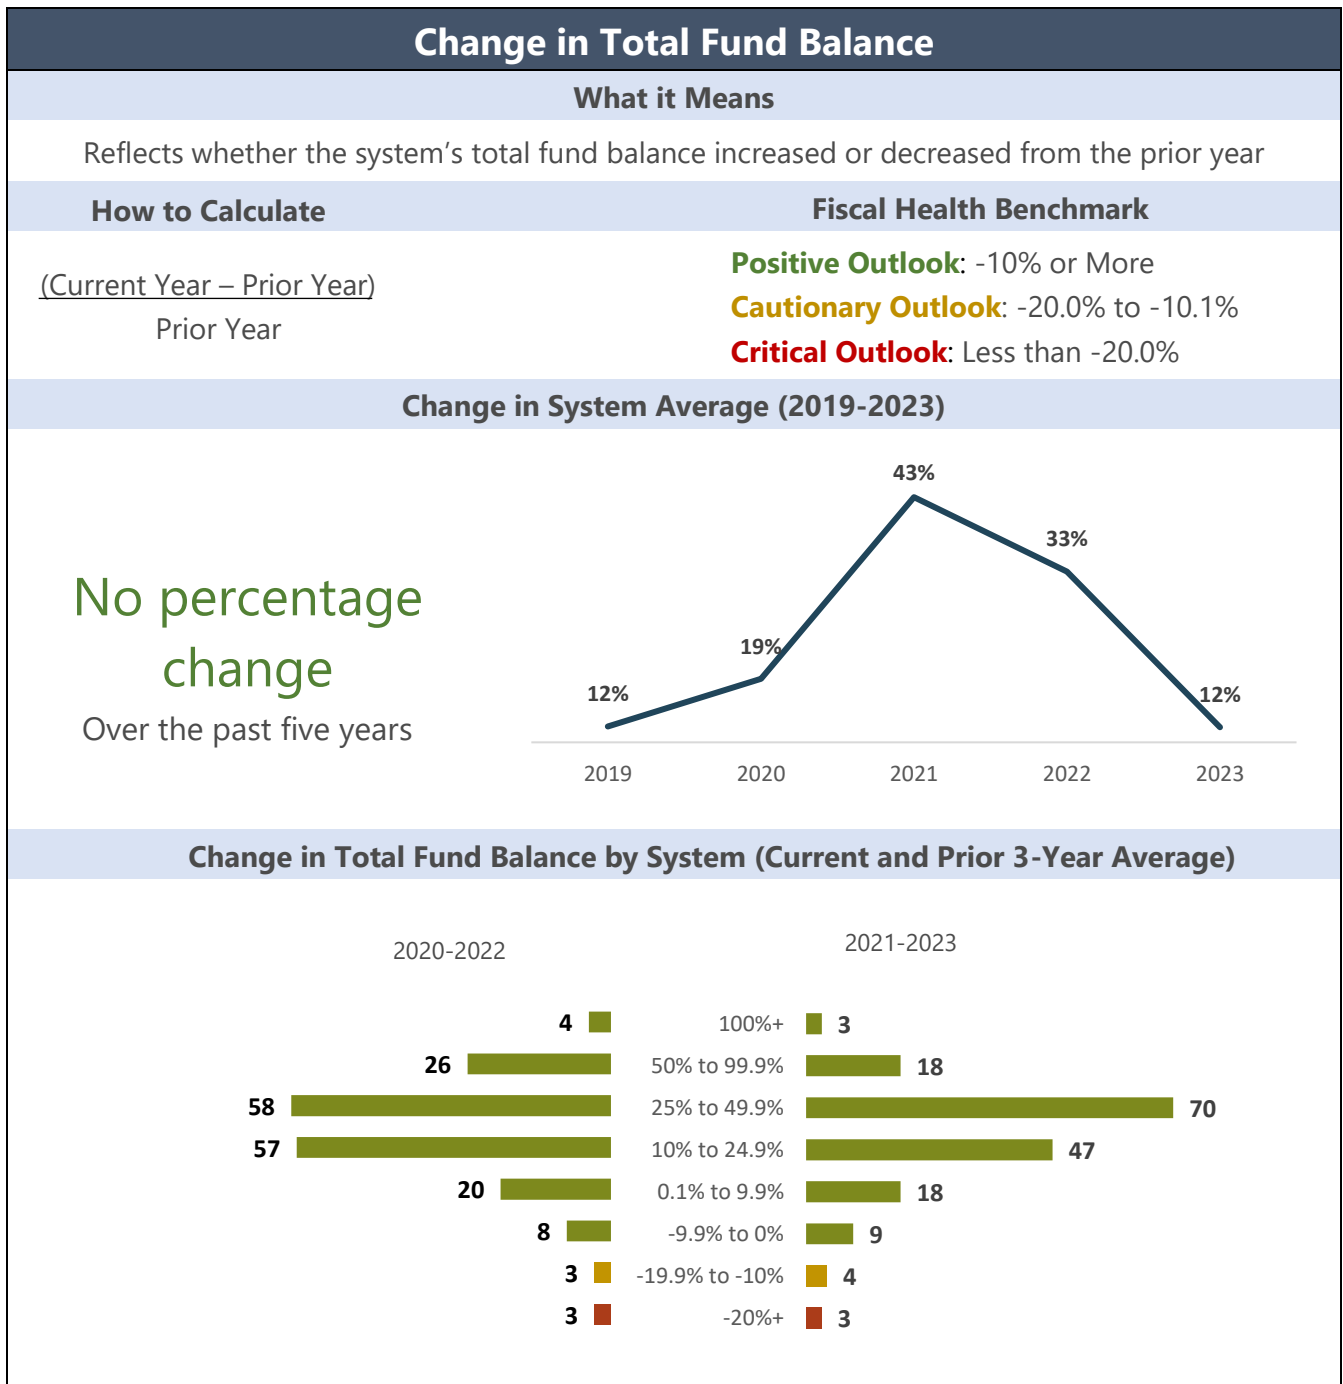 Change in Total Fund Balance
What it Means
Reflects whether the system’s total fund balance increased or decreased from the prior year
How to Calculate
(Current Year – Prior Year)
Prior Year
Fiscal Health Benchmark
Positive Outlook: -10% or More
Cautionary Outlook: -20.0% to -10.1%
Critical Outlook: Less than -20.0%
Change in System Average (2019-2023)
No percentage
change
Over the past five years
43%
33%
19%
12%
12%
2019 2020 2021 2022 2023
Change in Total Fund Balance by System (Current and Prior 3-Year Average)
2020-2022 2021-2023
4 100%+ 3
26 50% to 99.9% 18
58 25% to 49.9% 70
57 10% to 24.9% 47
20 0.1% to 9.9% 18
8 -9.9% to 0% 9
3 -19.9% to -10% 4
3 -20%+ 3